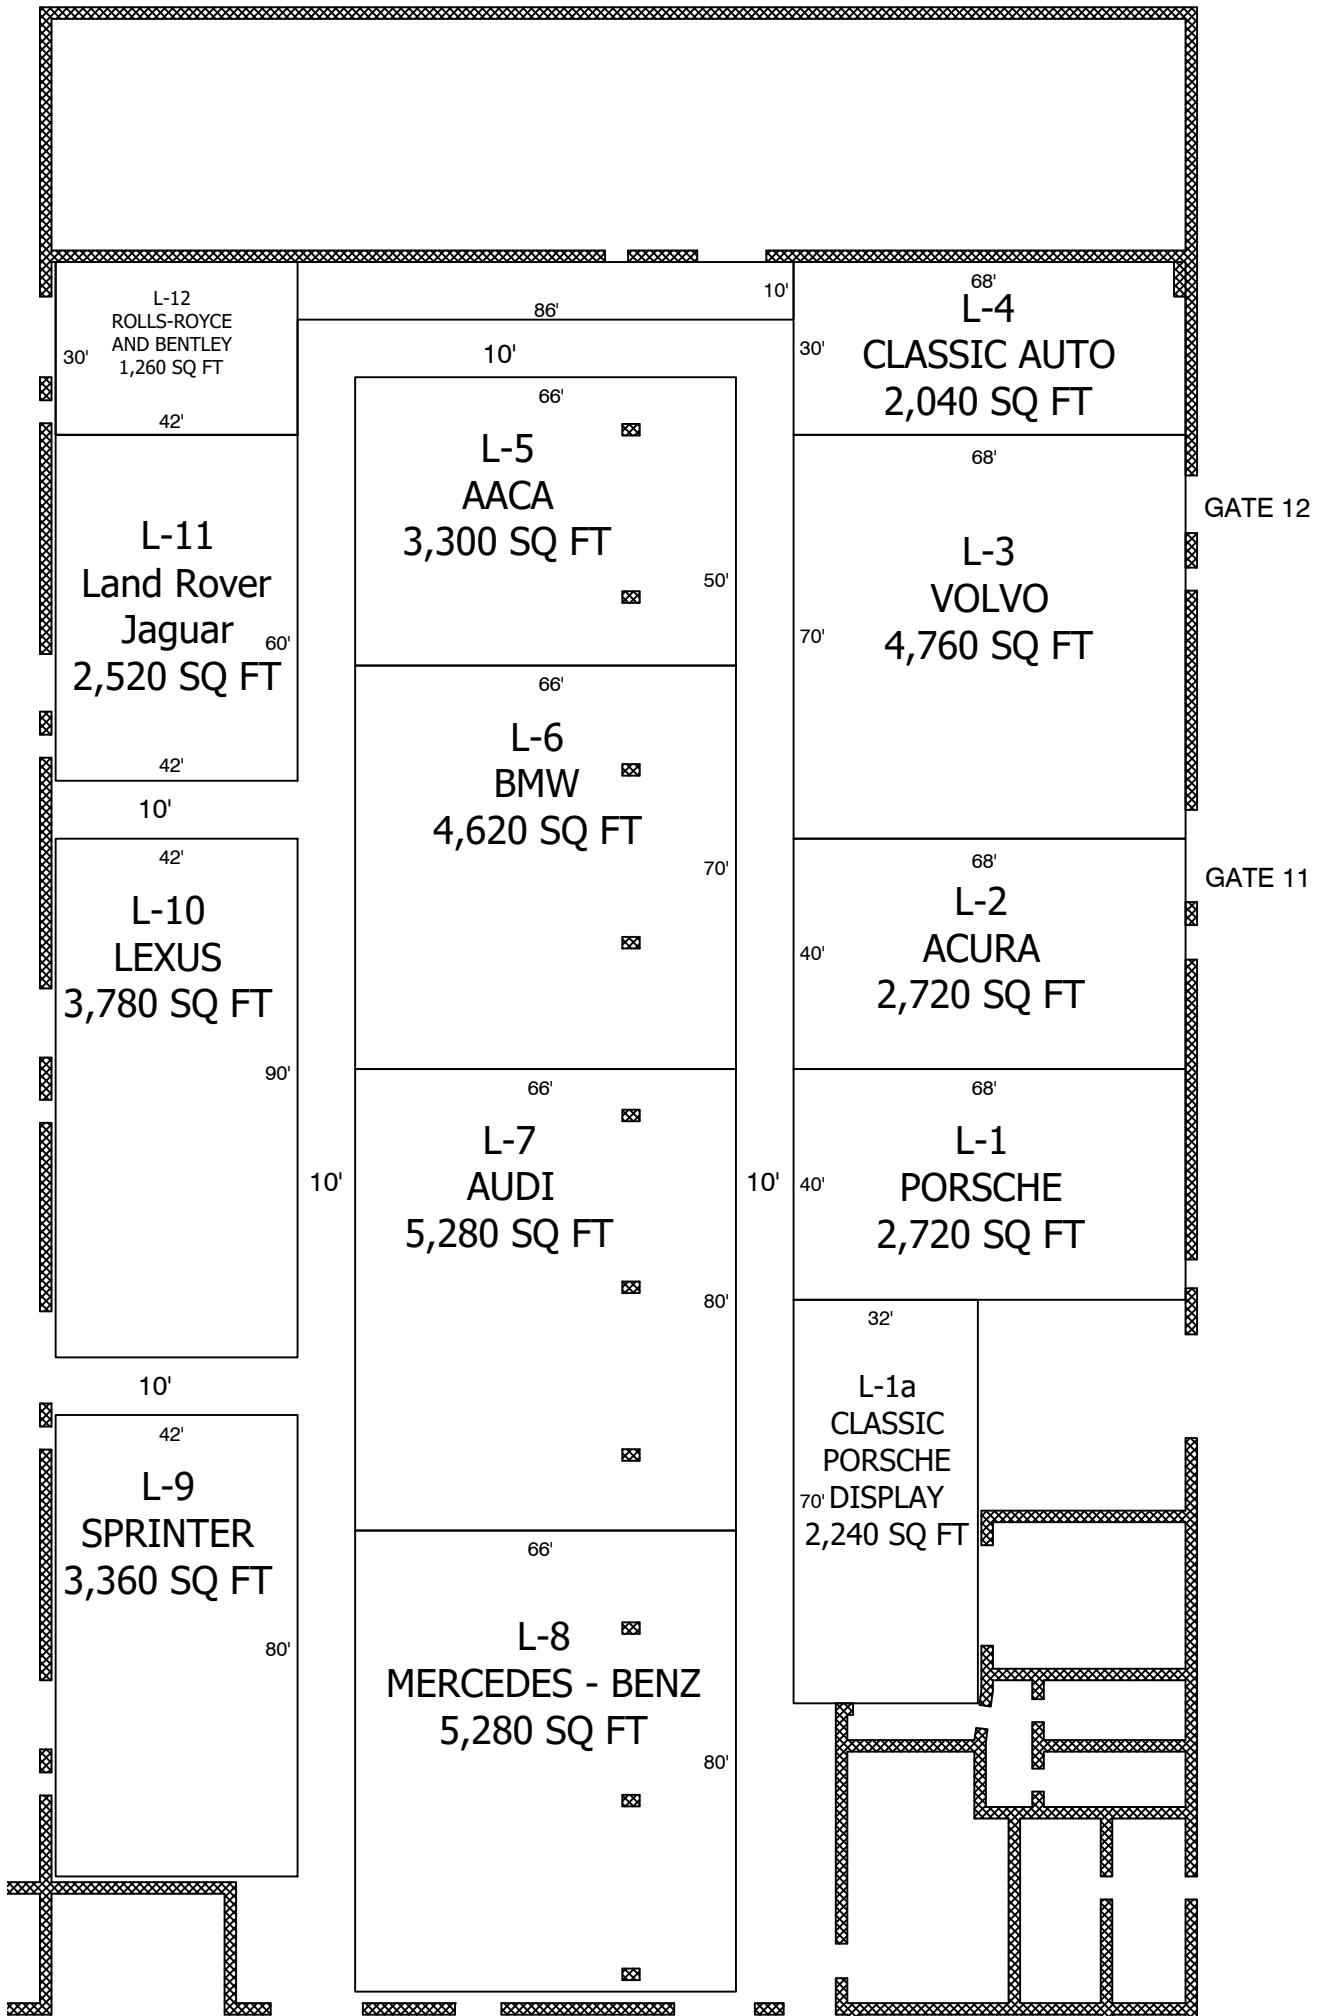 L-12
ROLLS-ROYCE
AND BENTLEY
1,260 SQ FT
30'
42'
86'
10'
10'
68'
L-4
CLASSIC AUTO
2,040 SQ FT
30'
66'
L-5
AACA
3,300 SQ FT
50'
68'
L-3
VOLVO
4,760 SQ FT
70'
GATE 12
L-11
Land Rover
Jaguar
2,520 SQ FT
60'
42'
10'
66'
L-6
BMW
4,620 SQ FT
70'
68'
L-2
ACURA
2,720 SQ FT
40'
GATE 11
42'
L-10
LEXUS
3,780 SQ FT
90'
10'
66'
L-7
AUDI
5,280 SQ FT
80'
10'
68'
L-1
PORSCHE
2,720 SQ FT
40'
32'
L-1a
CLASSIC
PORSCHE
70' DISPLAY
2,240 SQ FT
10'
42'
L-9
SPRINTER
3,360 SQ FT
80'
66'
L-8
MERCEDES - BENZ
5,280 SQ FT
80'